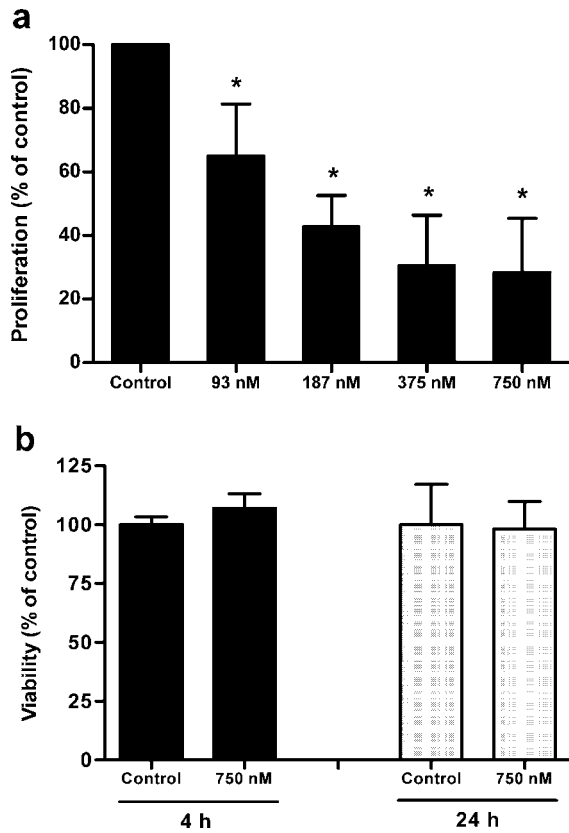 a
Proliferation (% of control)
100
80
60
40
20
0
*
*
*
*
Control 93 nM 187 nM 375 nM 750 nM
b
Viability (% of control)
125
100
75
50
25
0
Control 750 nM Control 750 nM
4 h 24 h